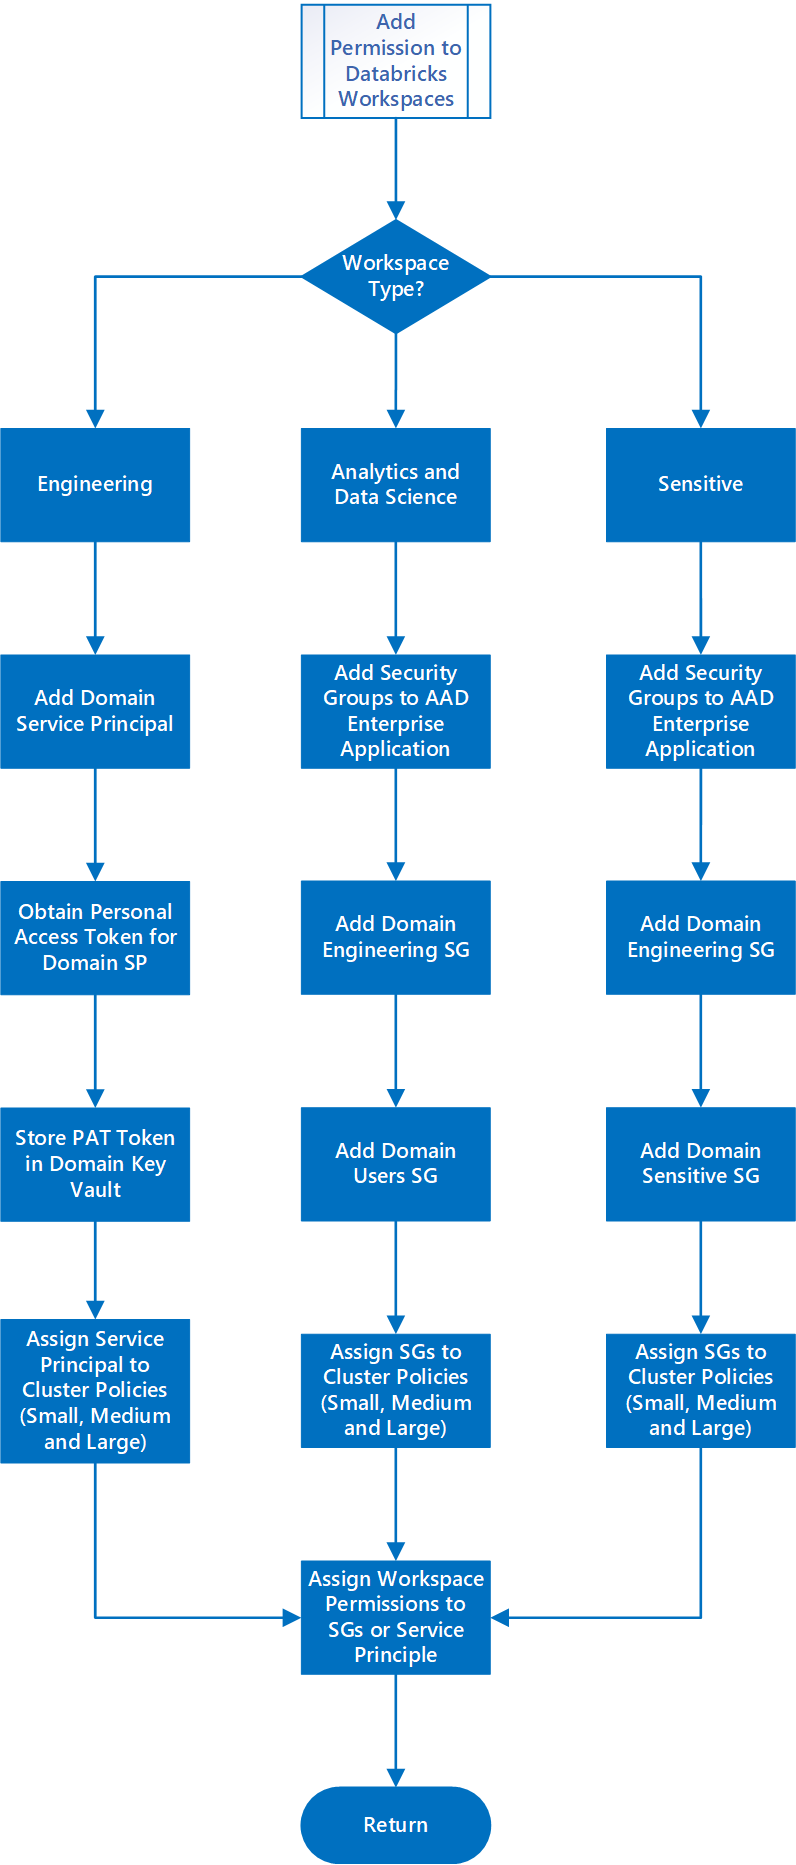 Add
Permission to
Databricks
Workspaces
Workspace
Type?
Engineering
Analytics and
Data Science
Sensitive
Add Domain
Service Principal
Add Security
Groups to AAD
Enterprise
Application
Add Security
Groups to AAD
Enterprise
Application
Obtain Personal
Access Token for
Domain SP
Add Domain
Engineering SG
Add Domain
Engineering SG
Store PAT Token
in Domain Key
Vault
Add Domain
Users SG
Add Domain
Sensitive SG
Assign Service
Principal to
Cluster Policies
(Small, Medium
and Large)
Assign SGs to
Cluster Policies
(Small, Medium
and Large)
Assign SGs to
Cluster Policies
(Small, Medium
and Large)
Assign Workspace
Permissions to
SGs or Service
Principle
Return